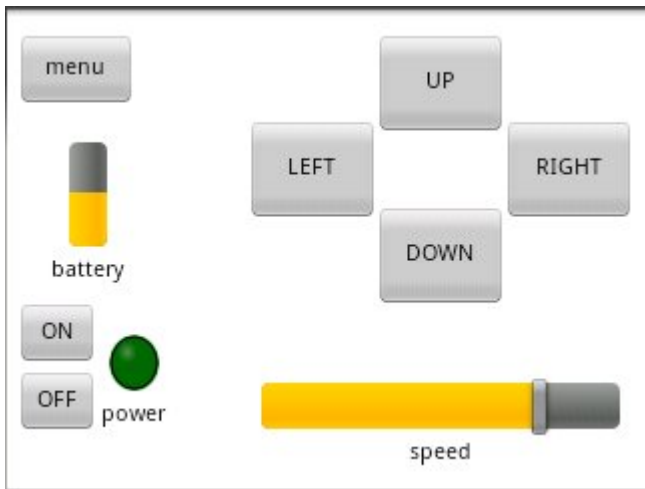 menu
UP
LEFT
RIGHT
DOWN
battery
ON
OFF
power
speed